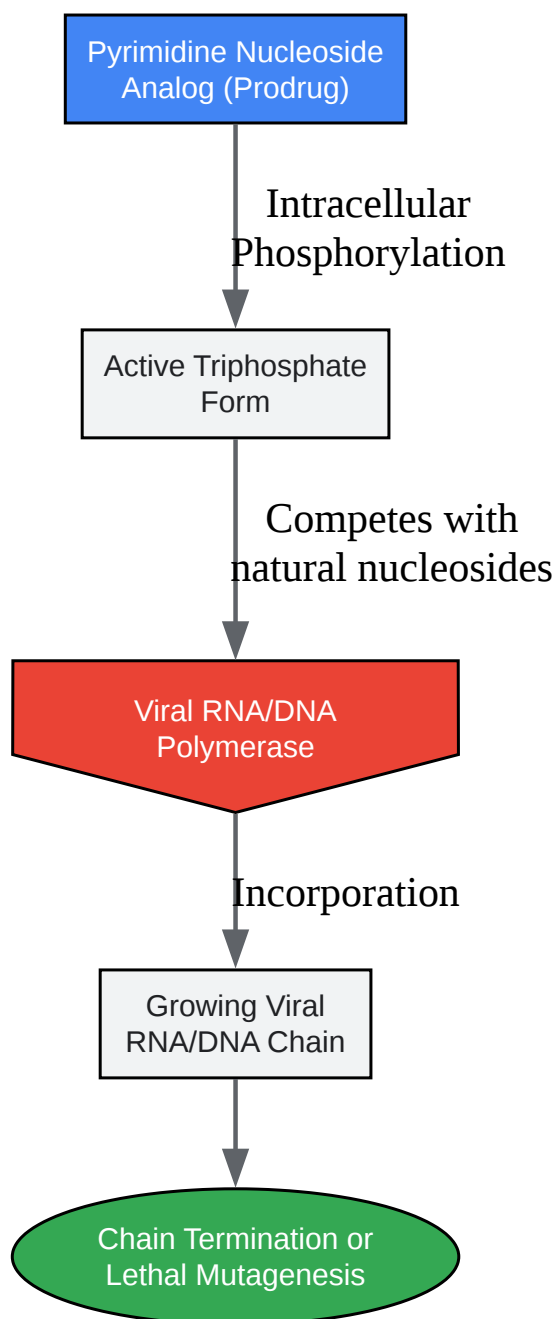 Pyrimidine Nucleoside
Analog (Prodrug)
Intracellular
Phosphorylation
Active Triphosphate
Form
Competes with
natural nucleosides
Viral RNA/DNA
Polymerase
Incorporation
Growing Viral
RNA/DNA Chain
Chain Termination or
Lethal Mutagenesis